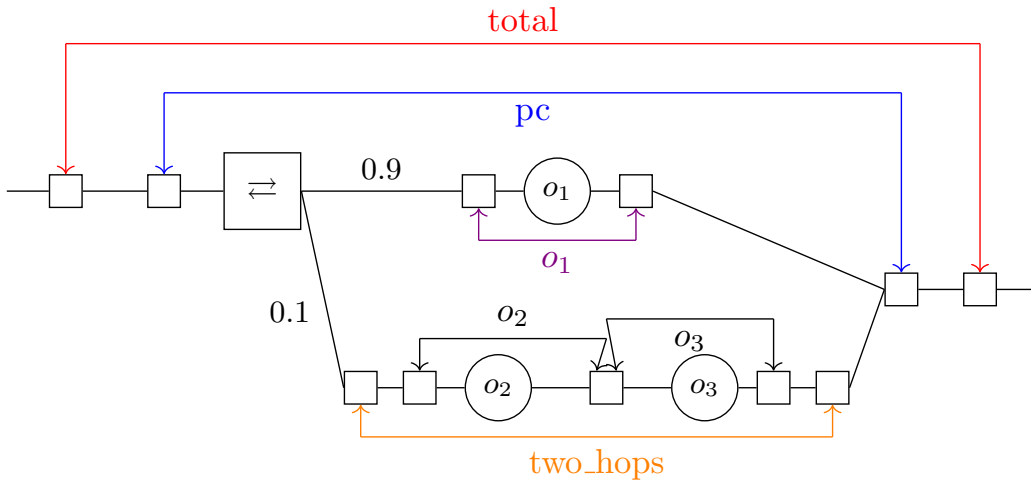 total
pc
0.9
⇄
o₁
o₁
0.1
o₂
o₃
o₂
o₃
two_hops